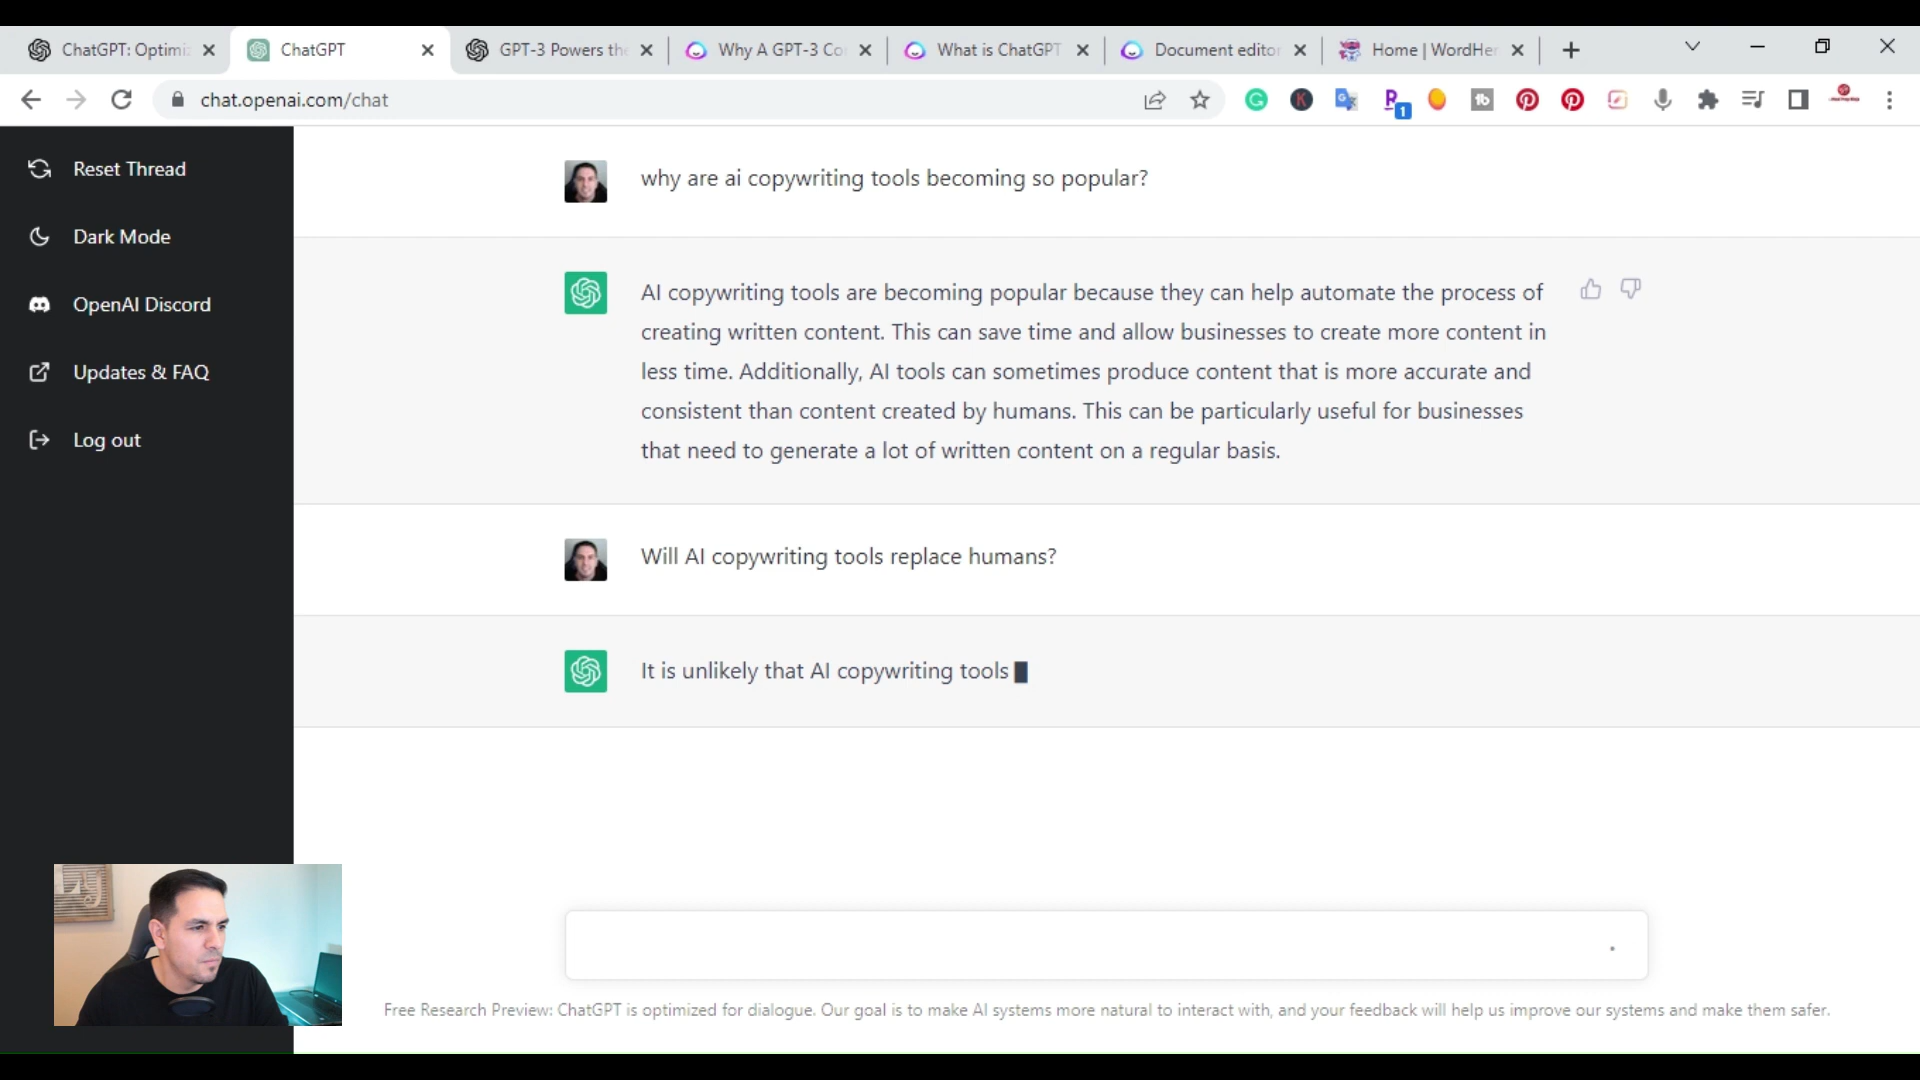 ChatGPT: Optimi
ChatGPT
GPT-3 Powers the
Why A GPT-3 Co
What is ChatGPT
Document editor
Home | WordHer
chat.openai.com/chat
1
Reset Thread
Dark Mode
OpenAI Discord
Updates & FAQ
Log out
why are ai copywriting tools becoming so popular?
AI copywriting tools are becoming popular because they can help automate the process of
creating written content. This can save time and allow businesses to create more content in
less time. Additionally, AI tools can sometimes produce content that is more accurate and
consistent than content created by humans. This can be particularly useful for businesses
that need to generate a lot of written content on a regular basis.
Will AI copywriting tools replace humans?
It is unlikely that AI copywriting tools
Free Research Preview: ChatGPT is optimized for dialogue. Our goal is to make AI systems more natural to interact with, and your feedback will help us improve our systems and make them safer.